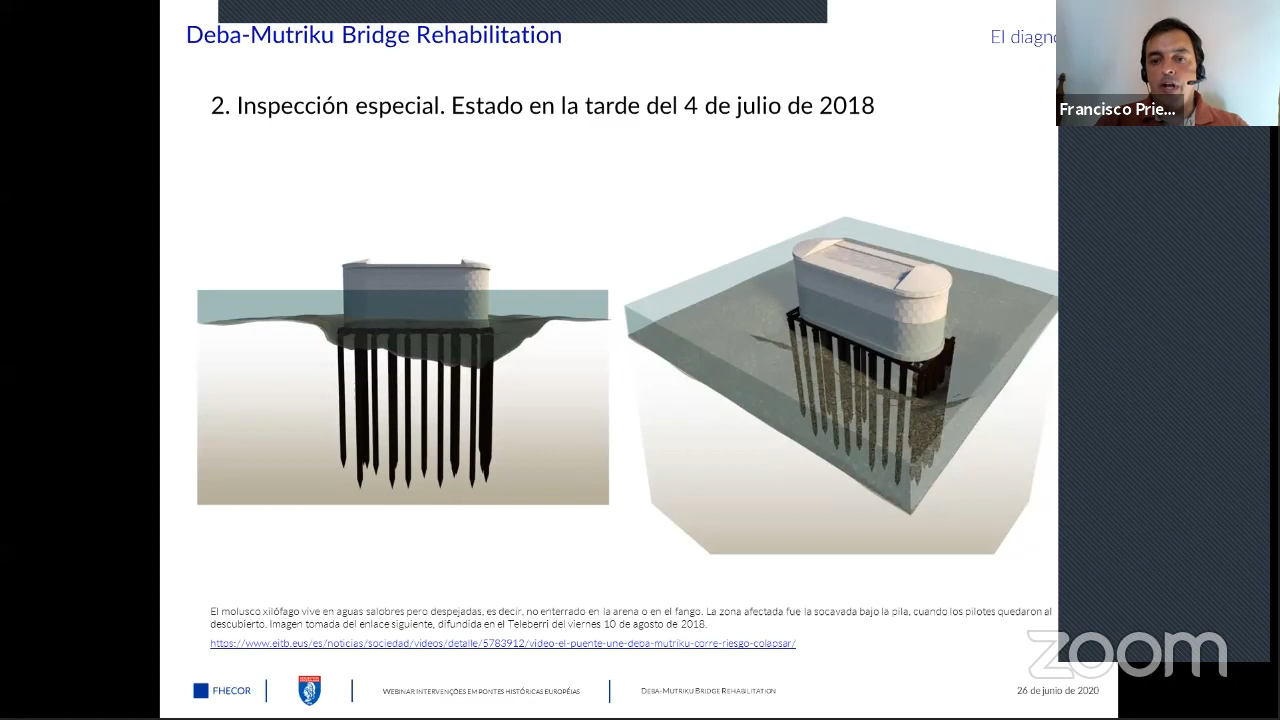 Deba-Mutriku Bridge Rehabilitation
El diagn
Francisco Prie...
2. Inspección especial. Estado en la tarde del 4 de julio de 2018
El molusco xilófago vive en aguas salobres pero despejadas, es decir, no enterrado en la arena o en el fango. La zona afectada fue la socavada bajo la pila, cuando los pilotes quedaron al
descubierto. Imagen tomada del enlace siguiente, difundida en el Teleberri del viernes 10 de agosto de 2018.
https://www.eitb.eus/es/noticias/sociedad/videos/detalle/5783912/video-el-puente-une-deba-mutriku-corre-riesgo-colapsar/
zoom
FHECOR
WEBINAR INTERVENÇÕES EM PONTES HISTÓRICAS EUROPÉIAS
DEBA-MUTRIKU BRIDGE REHABILITATION
26 de junio de 2020